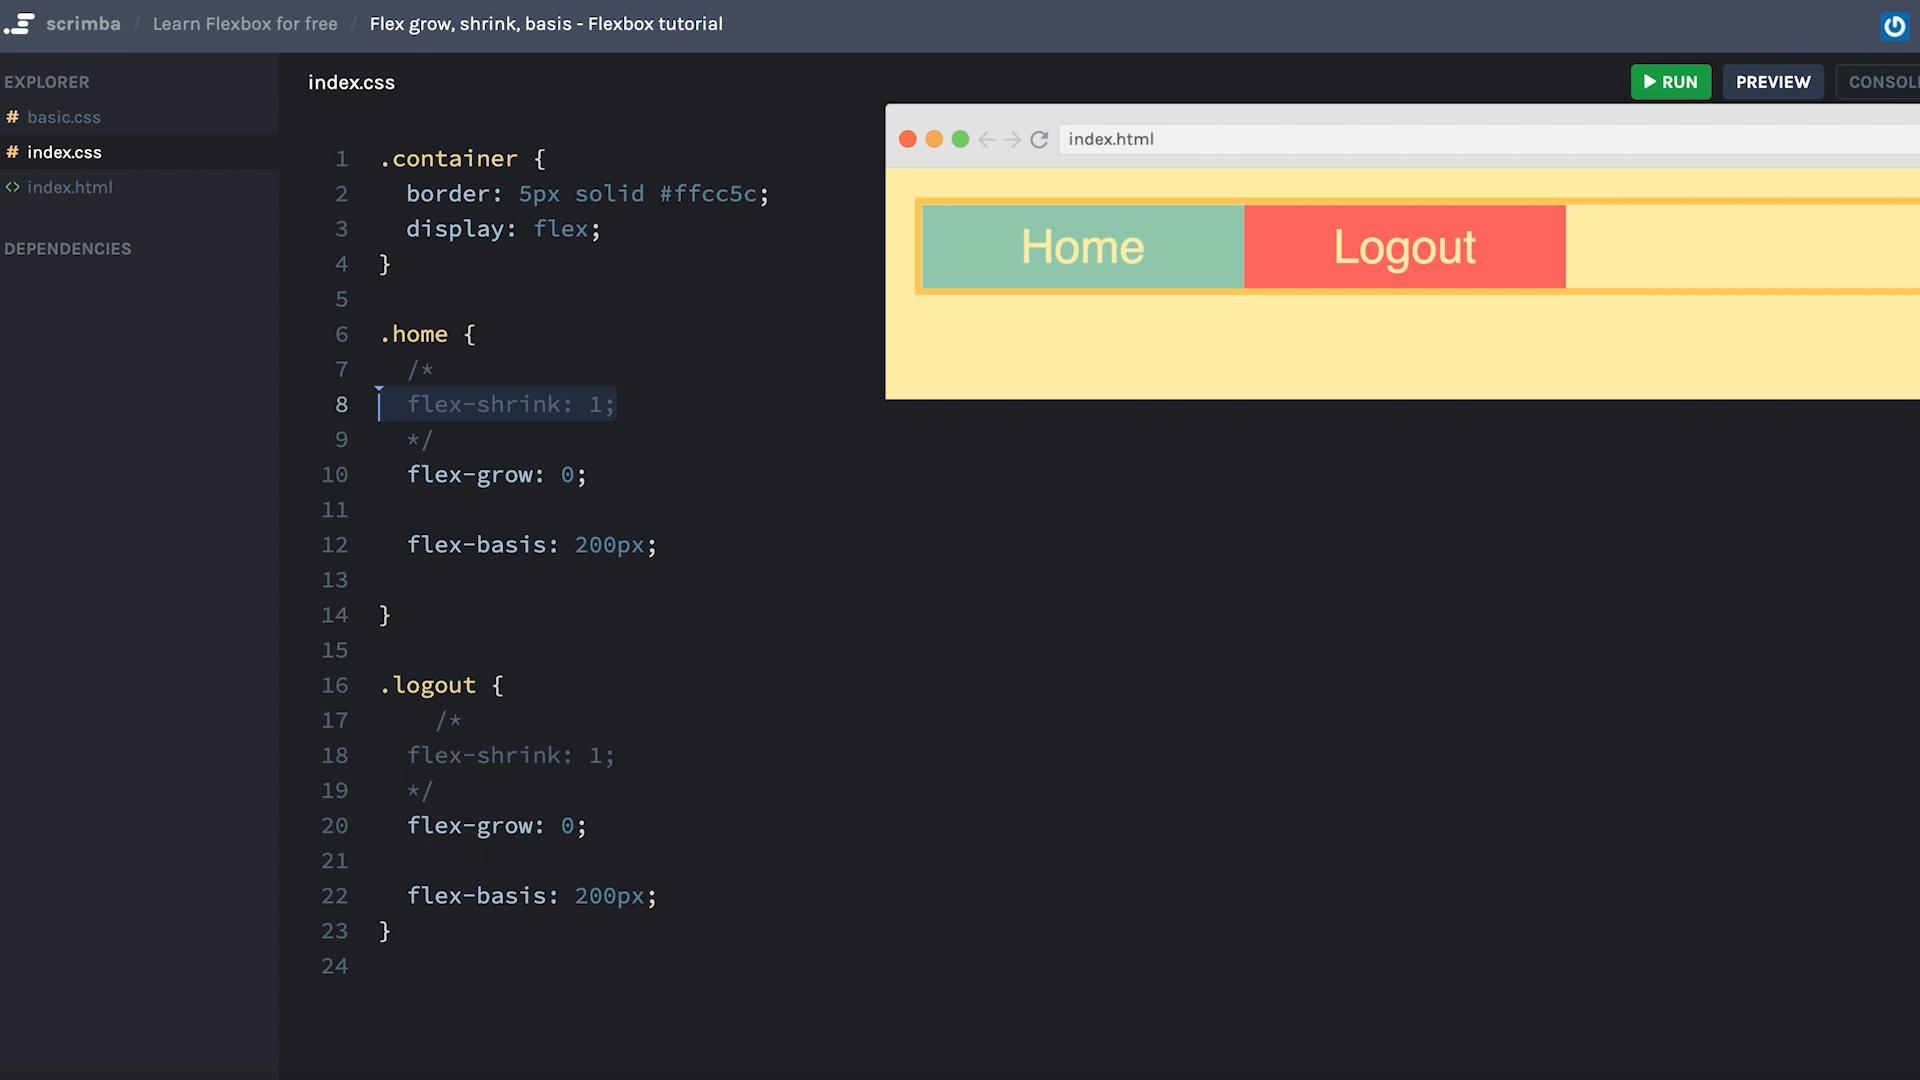 scrimba / Learn Flexbox for free / Flex grow, shrink, basis - Flexbox tutorial
EXPLORER
# basic.css
# index.css
<> index.html
DEPENDENCIES
index.css
RUN PREVIEW CONSOL
1 .container {
2 border: 5px solid #ffcc5c;
3 display: flex;
4 }
5
6 .home {
7 /*
8 flex-shrink: 1;
9 */
10 flex-grow: 0;
11
12 flex-basis: 200px;
13
14 }
15
16 .logout {
17 /*
18 flex-shrink: 1;
19 */
20 flex-grow: 0;
21
22 flex-basis: 200px;
23 }
24
index.html
Home Logout